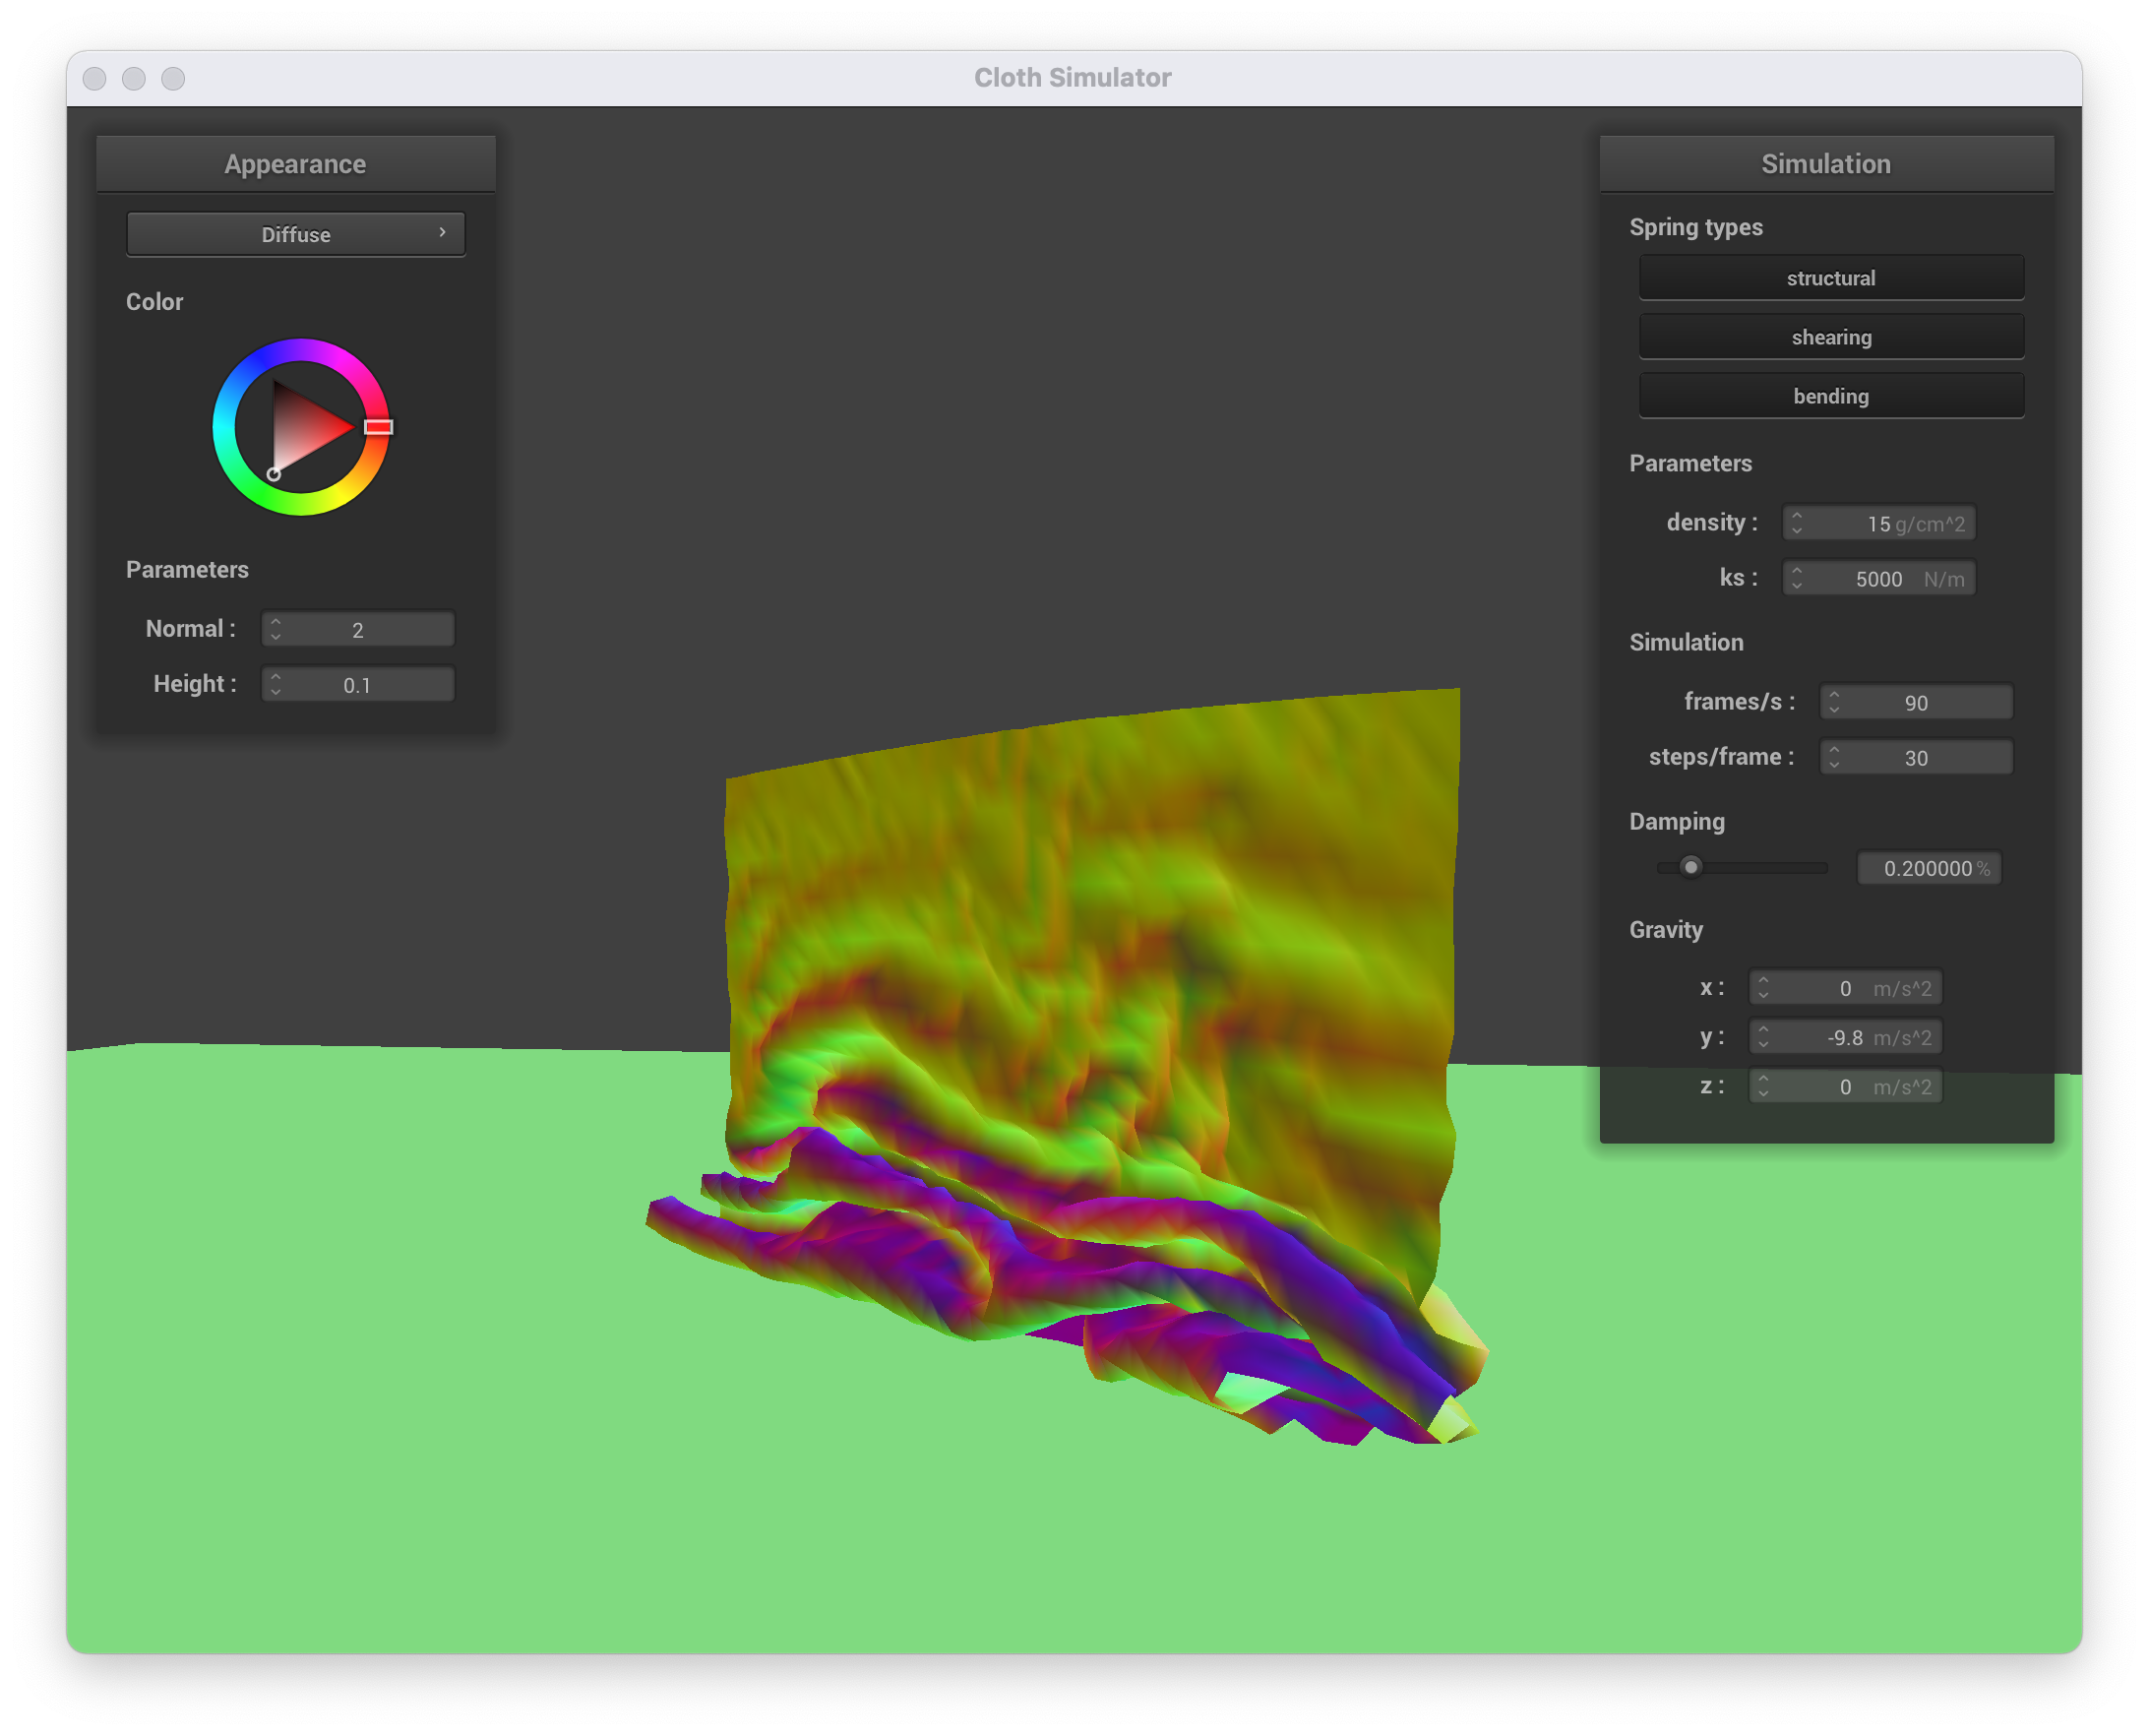 Cloth Simulator
Appearance
Diffuse
Color
Parameters
Normal : 2
Height : 0.1
Simulation
Spring types
structural
shearing
bending
Parameters
density : 15 g/cm^2
ks : 5000 N/m
Simulation
frames/s : 90
steps/frame : 30
Damping
0.200000 %
Gravity
x : 0 m/s^2
y : -9.8 m/s^2
z : 0 m/s^2